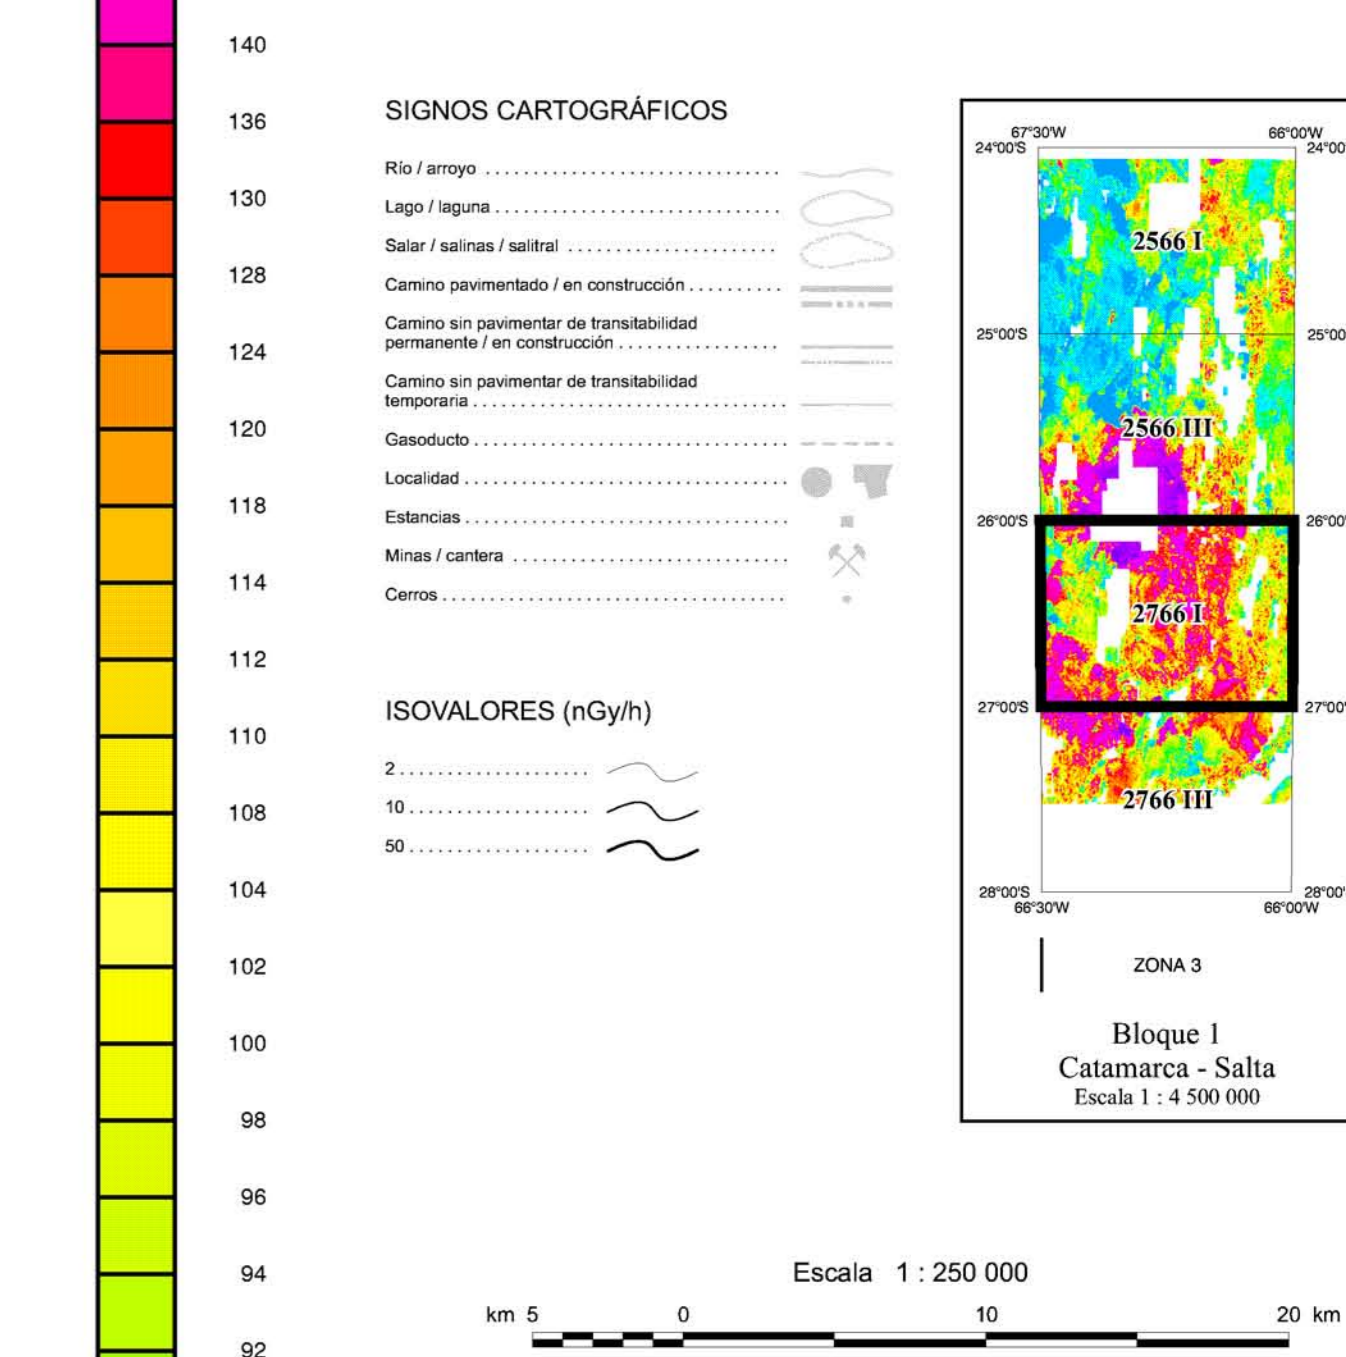 140
136
130
128
124
120
118
114
112
110
108
104
102
100
98
96
94
92
SIGNOS CARTOGRÁFICOS
Río / arroyo
Lago / laguna
Salar / salinas / salitral
Camino pavimentado / en construcción
Camino sin pavimentar de transitabilidad
permanente / en construcción
Camino sin pavimentar de transitabilidad
temporaria
Gasoducto
Localidad
Estancias
Minas / cantera
Cerros
ISOVALORES (nGy/h)
2
10
50
67°30'W 66°00'W
24°00'S 24°00'
2566 I
25°00'S 25°00'
2566 III
26°00'S 26°00'
2766 I
27°00'S 27°00'
2766 III
28°00'S 28°00'
66°30'W 66°00'W
ZONA 3
Bloque 1
Catamarca - Salta
Escala 1 : 4 500 000
Escala 1 : 250 000
km 5 0 10 20 km